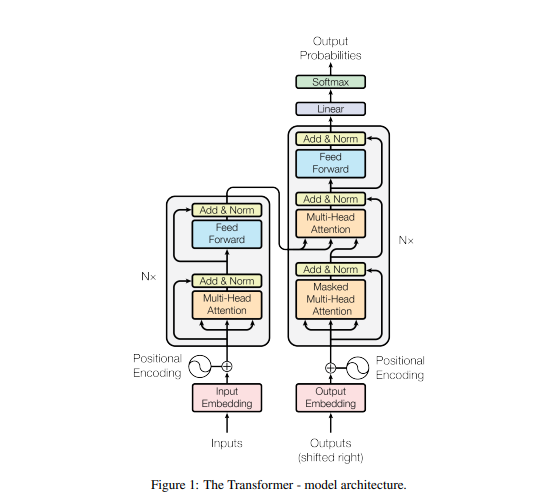 Output
Probabilities
Softmax
Linear
Add & Norm
Feed
Forward
Add & Norm
Multi-Head
Attention
Add & Norm
Masked
Multi-Head
Attention
Nx
Add & Norm
Feed
Forward
Add & Norm
Multi-Head
Attention
Nx
Positional
Encoding
Positional
Encoding
Input
Embedding
Output
Embedding
Inputs
Outputs
(shifted right)
Figure 1: The Transformer - model architecture.